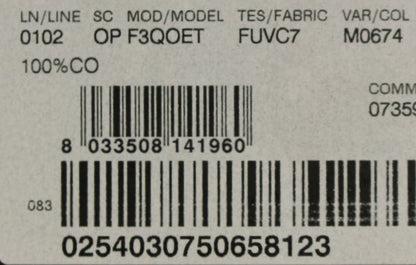 LN/LINE SC MOD/MODEL TES/FABRIC VAR/COL
0102 OP F3QOET FUVC7 M0674
100%CO
COMM
07359
8 033508 141960
083
0254030750658123